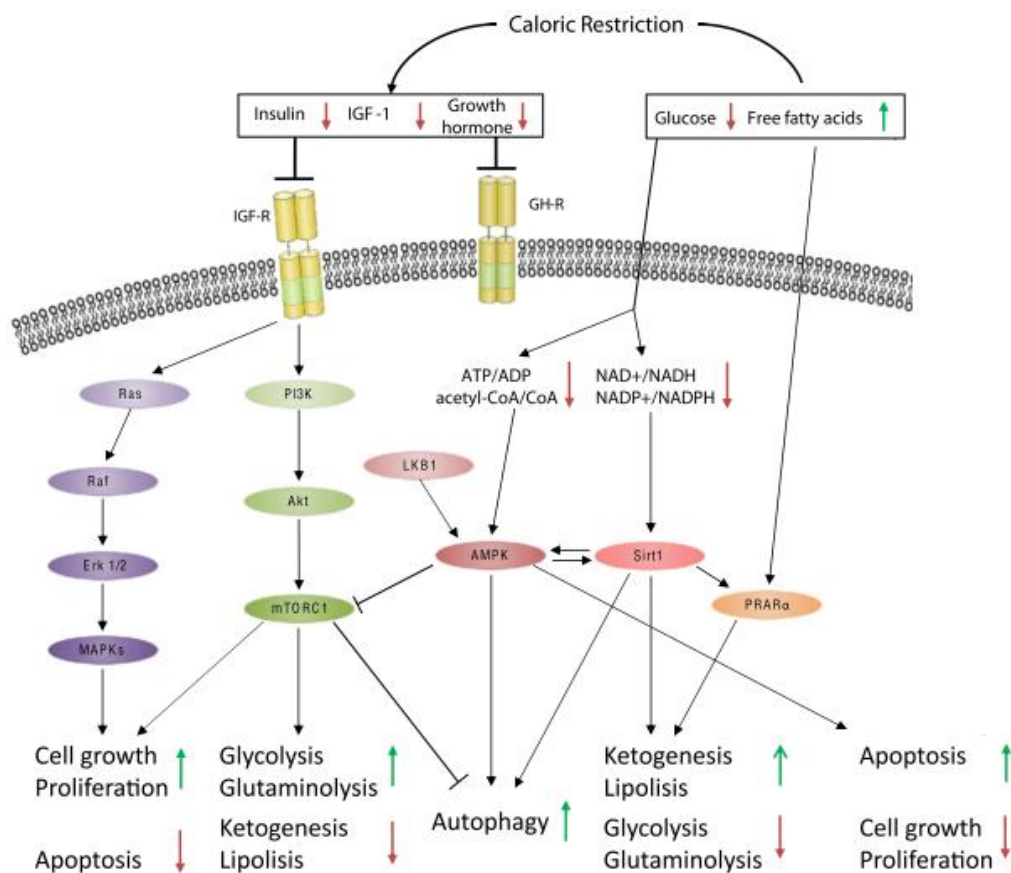 Caloric Restriction
Insulin
IGF-1
Growth
hormone
Glucose
Free fatty acids
IGF-R
GH-R
Ras
PI3K
ATP/ADP
acetyl-CoA/CoA
NAD+/NADH
NADP+/NADPH
LKB1
Raf
Akt
Erk 1/2
AMPK
Sirt1
mTORC1
PRARα
MAPKs
Cell growth
Proliferation
Apoptosis
Glycolysis
Glutaminolysis
Ketogenesis
Lipolisis
Autophagy
Ketogenesis
Lipolisis
Glycolysis
Glutaminolysis
Apoptosis
Cell growth
Proliferation